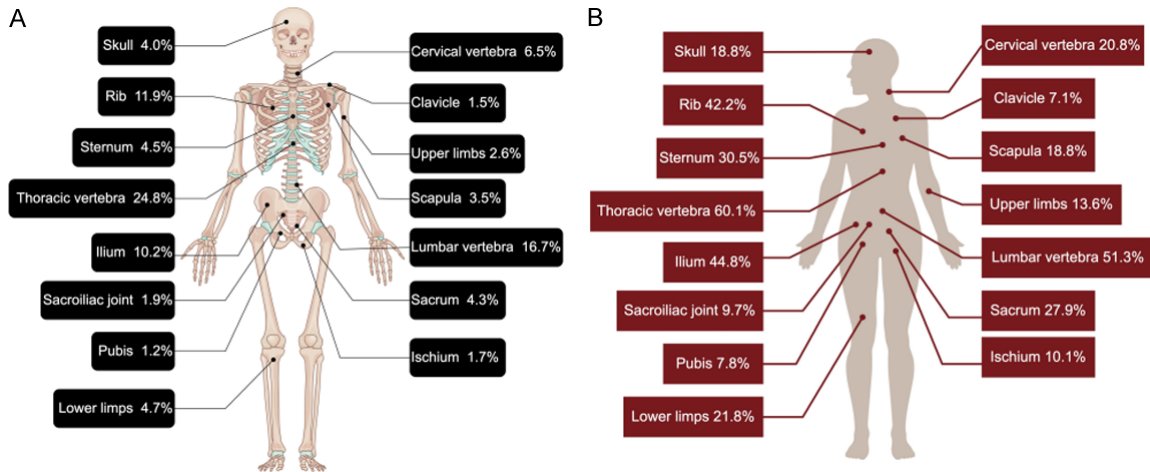 A
Skull 4.0%
Rib 11.9%
Sternum 4.5%
Thoracic vertebra 24.8%
Ilium 10.2%
Sacroiliac joint 1.9%
Pubis 1.2%
Lower limps 4.7%
Cervical vertebra 6.5%
Clavicle 1.5%
Upper limbs 2.6%
Scapula 3.5%
Lumbar vertebra 16.7%
Sacrum 4.3%
Ischium 1.7%
B
Skull 18.8%
Rib 42.2%
Sternum 30.5%
Thoracic vertebra 60.1%
Ilium 44.8%
Sacroiliac joint 9.7%
Pubis 7.8%
Lower limps 21.8%
Cervical vertebra 20.8%
Clavicle 7.1%
Scapula 18.8%
Upper limbs 13.6%
Lumbar vertebra 51.3%
Sacrum 27.9%
Ischium 10.1%